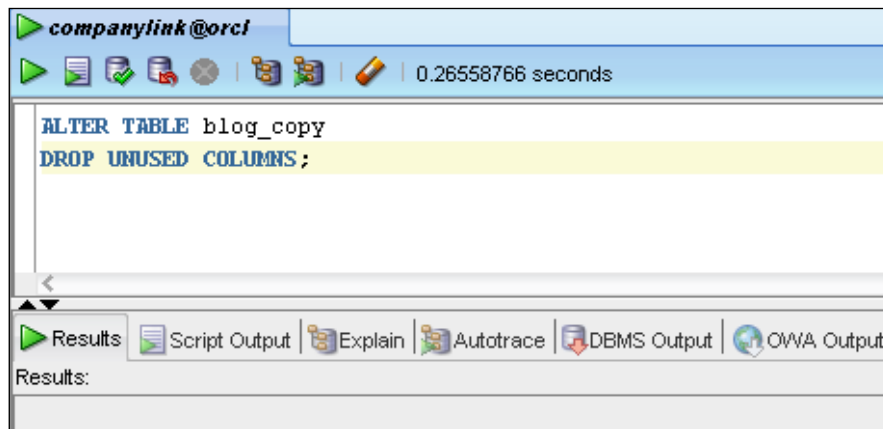 companylink@orcl
0.26558766 seconds
ALTER TABLE blog_copy
DROP UNUSED COLUMNS;
Results Script Output Explain Autotrace DBMS Output OWA Output
Results: